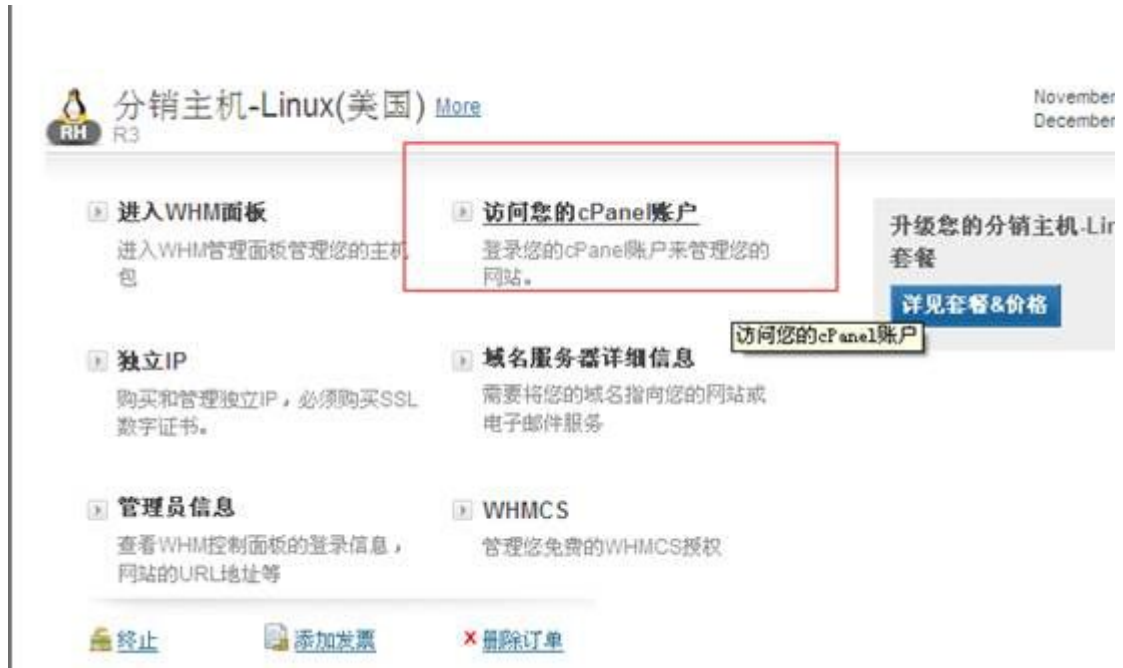 分销主机-Linux(美国) More
R3
RH
November
December
进入WHM面板
进入WHM管理面板管理您的主机
包
访问您的cPanel账户
登录您的cPanel账户来管理您的
网站。
升级您的分销主机-Lin
套餐
详见套餐&价格
访问您的cPanel账户
独立IP
购买和管理独立IP，必须购买SSL
数字证书。
域名服务器详细信息
需要将您的域名指向您的网站或
电子邮件服务
管理员信息
查看WHM控制面板的登录信息，
网站的URL地址等
WHMCS
管理您免费的WHMCS授权
终止
添加发票
删除订单